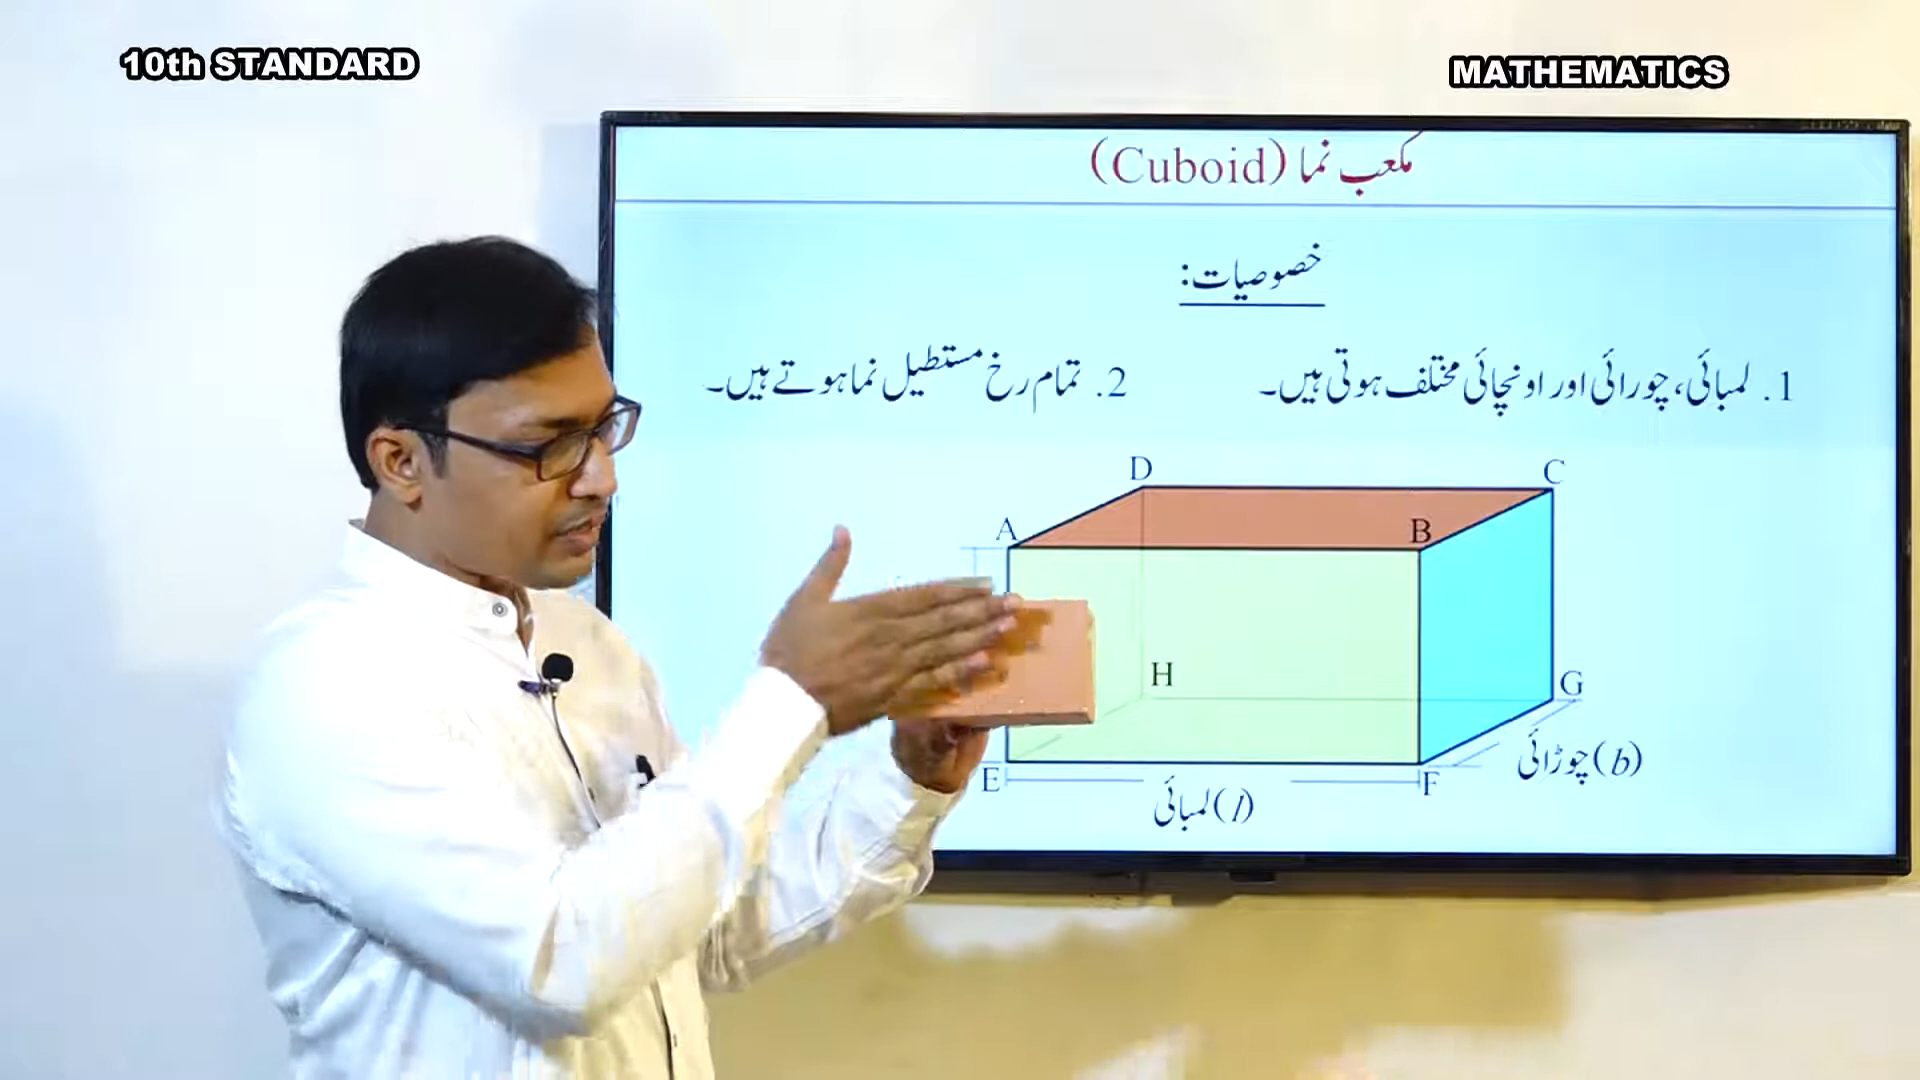 10th STANDARD
MATHEMATICS
مکعب نما (Cuboid)
خصوصیات:
1. لمبائی، چورائی اور اونچائی مختلف ہوتی ہیں۔
2. تمام رخ مستطیل نما ہوتے ہیں۔
D
C
A
B
H
G
E
F
چوڑائی (b)
لمبائی (l)